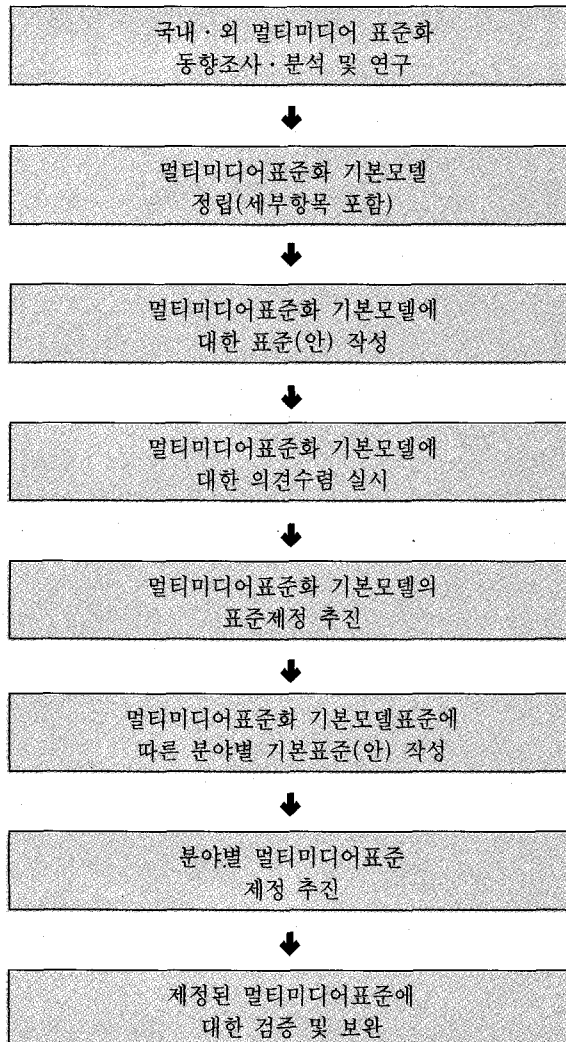 국내·외 멀티미디어 표준화
동향조사·분석 및 연구
멀티미디어표준화 기본모델
정립(세부항목 포함)
멀티미디어표준화 기본모델에
대한 표준(안) 작성
멀티미디어표준화 기본모델에
대한 의견수렴 실시
멀티미디어표준화 기본모델의
표준제정 추진
멀티미디어표준화 기본모델표준에
따른 분야별 기본표준(안) 작성
분야별 멀티미디어표준
제정 추진
제정된 멀티미디어표준에
대한 검증 및 보완